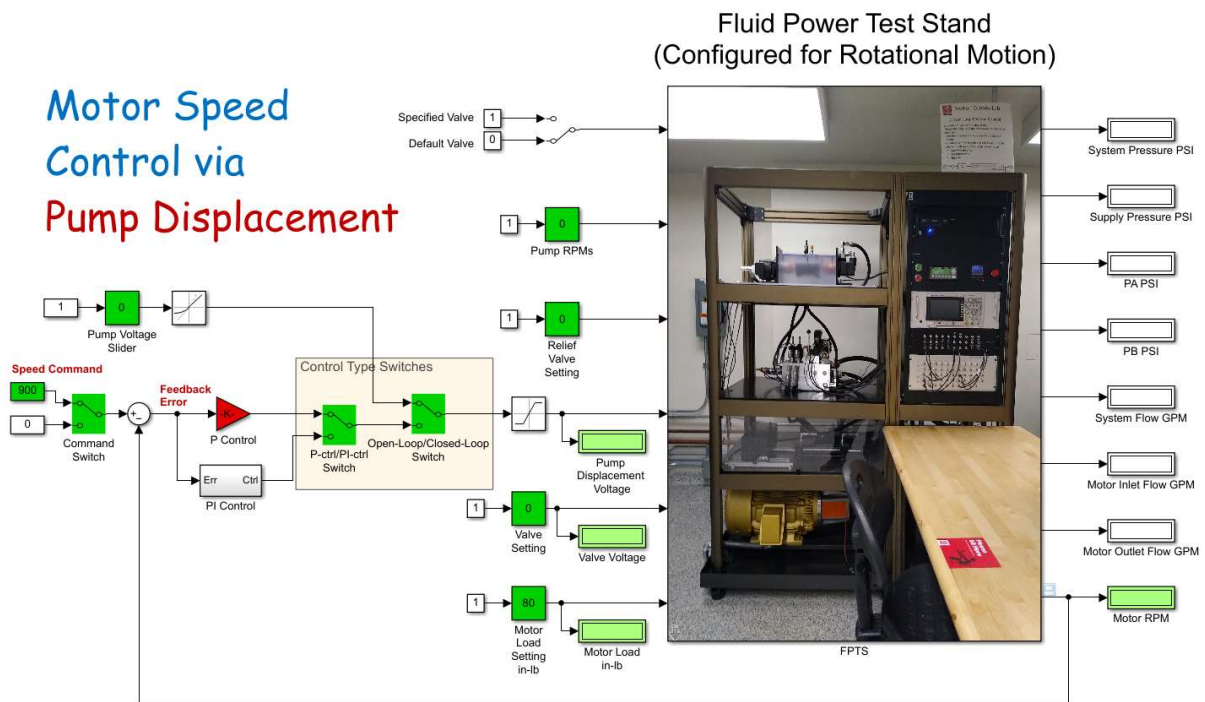 Fluid Power Test Stand
(Configured for Rotational Motion)
Motor Speed
Control via
Pump Displacement
Specified Valve
1
Default Valve
0
1
0
Pump RPMs
1
0
Pump Voltage
Slider
1
0
Relief
Valve
Setting
Speed Command
900
0
Command
Switch
+
-
Feedback
Error
-K-
P Control
Err
Ctrl
PI Control
Control Type Switches
P-ctrl/PI-ctrl
Switch
Open-Loop/Closed-Loop
Switch
Pump
Displacement
Voltage
1
0
Valve
Setting
Valve Voltage
1
80
Motor
Load
Setting
in-lb
Motor Load
in-lb
FPTS
System Pressure PSI
Supply Pressure PSI
PA PSI
PB PSI
System Flow GPM
Motor Inlet Flow GPM
Motor Outlet Flow GPM
Motor RPM